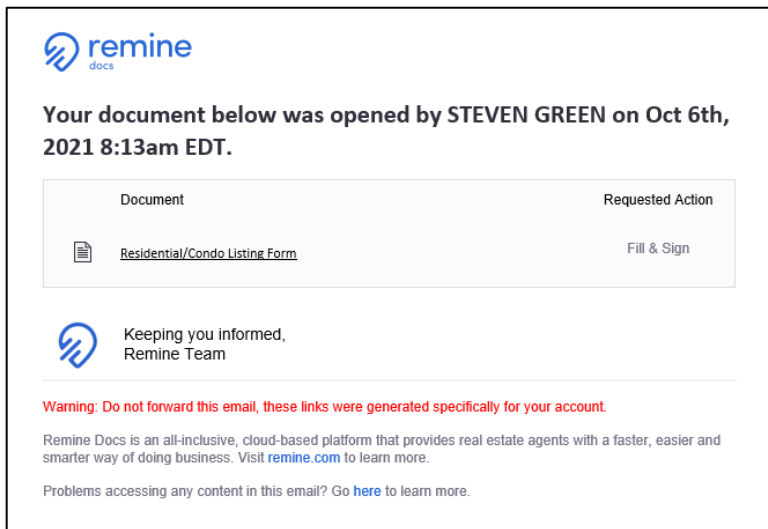 remine
docs
Your document below was opened by STEVEN GREEN on Oct 6th,
2021 8:13am EDT.
Document Requested Action
Residential/Condo Listing Form Fill & Sign
Keeping you informed,
Remine Team
Warning: Do not forward this email, these links were generated specifically for your account.
Remine Docs is an all-inclusive, cloud-based platform that provides real estate agents with a faster, easier and
smarter way of doing business. Visit remine.com to learn more.
Problems accessing any content in this email? Go here to learn more.